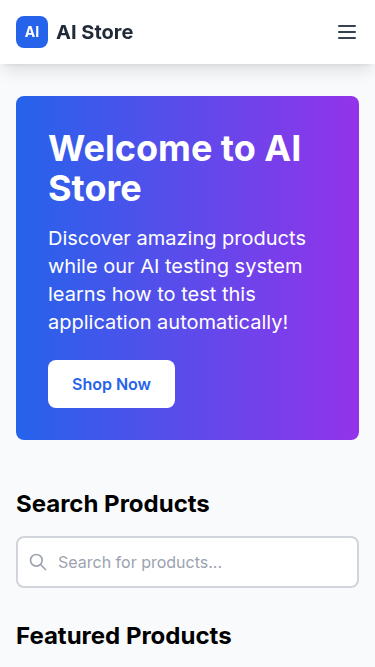 AI AI Store
Welcome to AI
Store
Discover amazing products
while our AI testing system
learns how to test this
application automatically!
Shop Now
Search Products
Search for products...
Featured Products